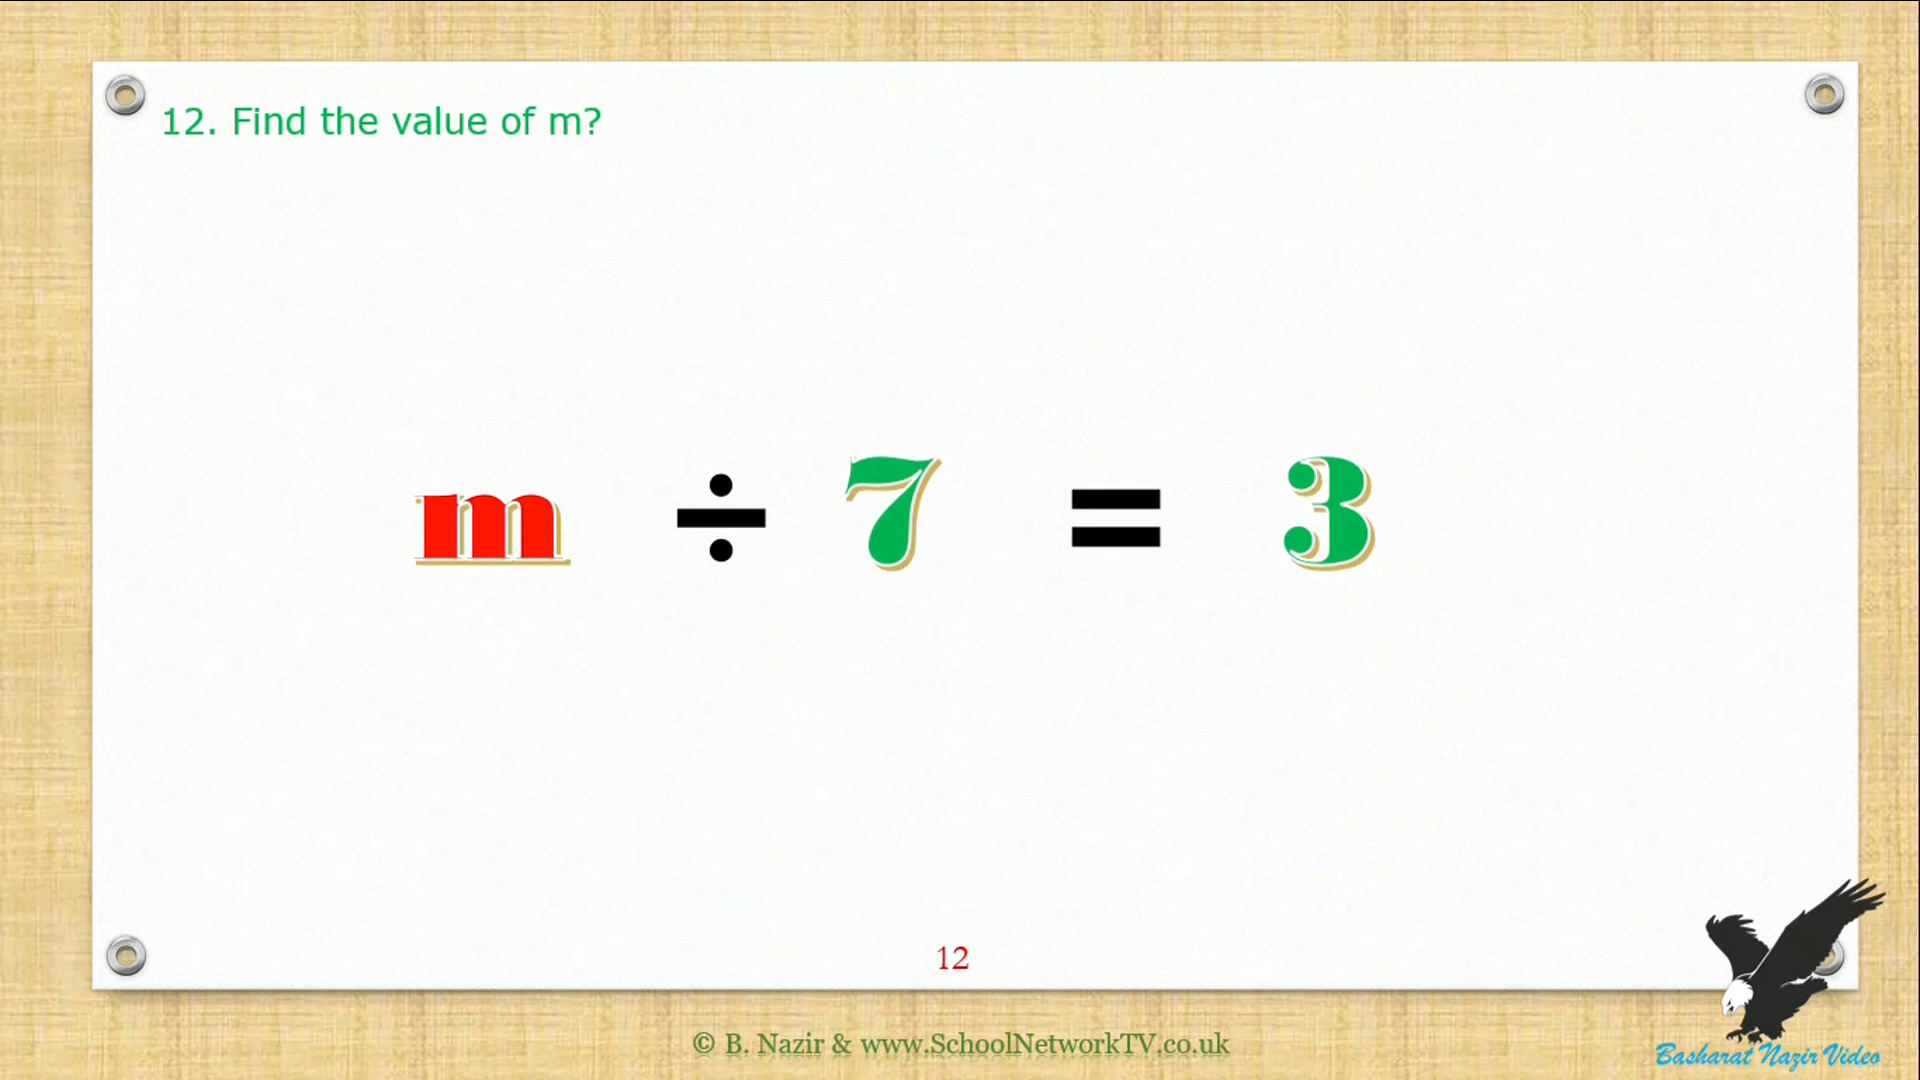 12. Find the value of m?
m ÷ 7 = 3
12
© B. Nazir & www.SchoolNetworkTV.co.uk
Basharat Nazir Video